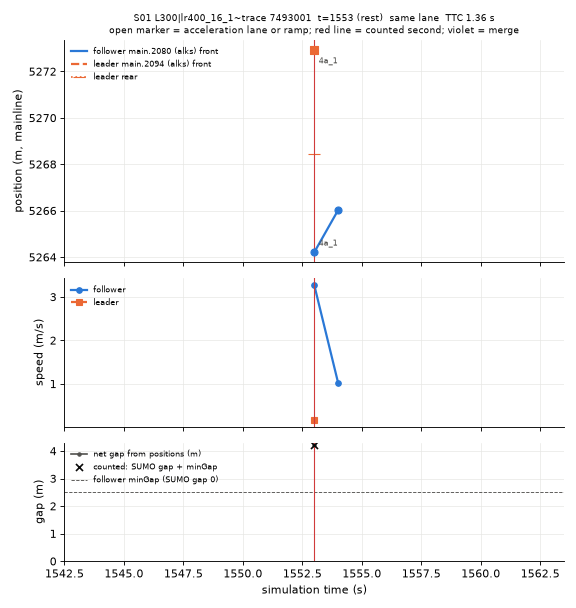 S01 L300|lr400_16_1~trace 7493001  t=1553 (rest)  same lane  TTC 1.36 s
open marker = acceleration lane or ramp; red line = counted second; violet = merge
follower main.2080 (alks) front
leader main.2094 (alks) front
leader rear
4a_1
4a_1
position (m, mainline)
5272
5270
5268
5266
5264
follower
leader
speed (m/s)
3
2
1
net gap from positions (m)
counted: SUMO gap + minGap
follower minGap (SUMO gap 0)
gap (m)
4
3
2
1
0
1542.5 1545.0 1547.5 1550.0 1552.5 1555.0 1557.5 1560.0 1562.5
simulation time (s)